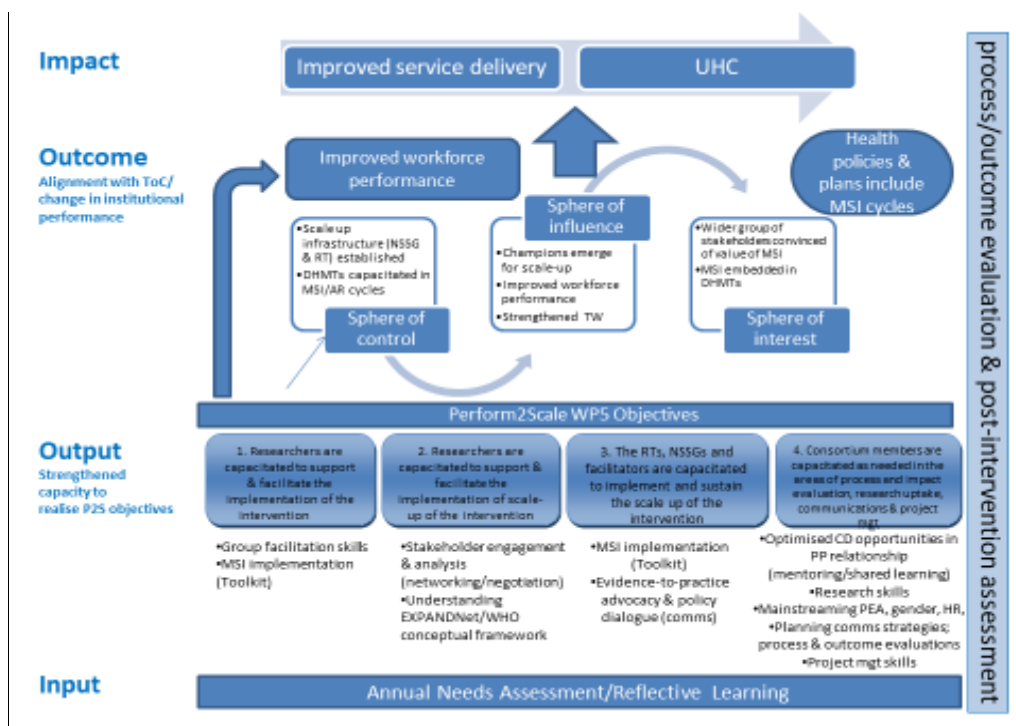 Impact
Improved service delivery
UHC
Outcome
Alignment with ToC/
change in institutional
performance
Improved workforce
performance
Health
policies &
plans include
MSI cycles
Sphere of
influence
•Scale up
infrastructure (NSSG
& RT) established
•DHMTs capacitated in
MSI/AR cycles
Sphere of
control
•Champions emerge
for scale-up
•Improved workforce
performance
•Strengthened TW
•Wider group of
stakeholders convinced
of value of MSI
•MSI embedded in
DHMTs
Sphere of
interest
Perform2Scale WP5 Objectives
Output
Strengthened
capacity to
realise P2S objectives
1. Researchers are
capacitated to support
& facilitate the
implementation of the
intervention
2. Researchers are
capacitated to support &
facilitate the
implementation of scale-
up of the intervention
3. The RTs, NSSGs and
facilitators are capacitated
to implement and sustain
the scale up of the
intervention
4. Consortium members are
capacitated as needed in the
areas of process and impact
evaluation, research uptake,
communications & project
mgt
•Group facilitation skills
•MSI implementation
(Toolkit)
•Stakeholder engagement
& analysis
(networking/negotiation)
•Understanding
EXPANDNet/WHO
conceptual framework
•MSI implementation
(Toolkit)
•Evidence-to-practice
advocacy & policy
dialogue (comms)
•Optimised CD opportunities in
PP relationship
(mentoring/shared learning)
•Research skills
•Mainstreaming PEA, gender, HR,
•Planning comms strategies;
process & outcome evaluations
•Project mgt skills
Input
Annual Needs Assessment/Reflective Learning
process/outcome evaluation & post-intervention assessment